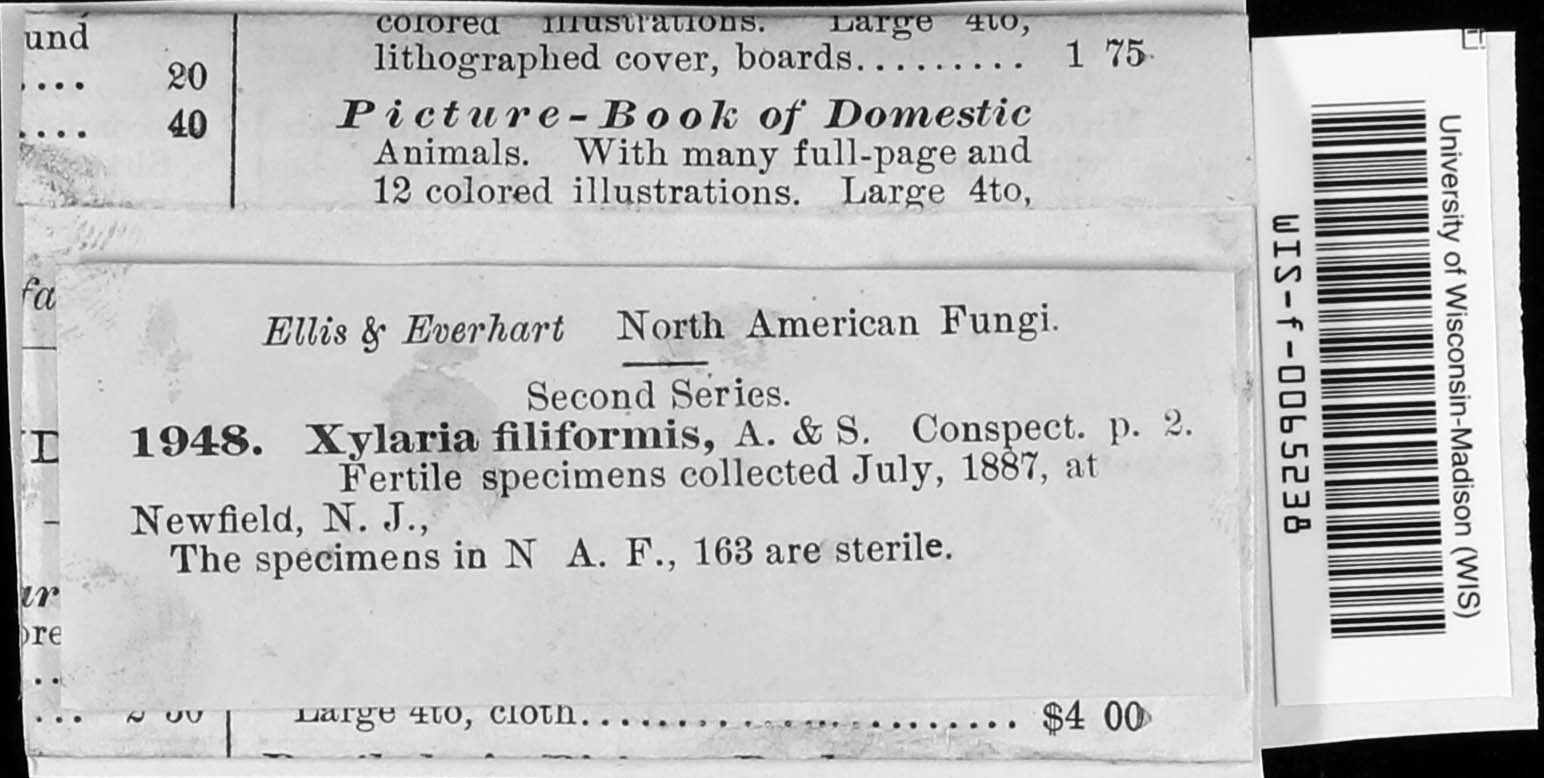 und
.... 20
.... 40
colored illustrations. Large 4to,
lithographed cover, boards.......... 1 75
Picture-Book of Domestic
Animals. With many full-page and
12 colored illustrations. Large 4to,
fa
Ellis & Everhart North American Fungi.
Second Series.
1948. Xylaria filiformis, A. & S. Conspect. p. 2.
Fertile specimens collected July, 1887, at
Newfield, N. J.,
The specimens in N A. F., 163 are sterile.
ur
ore
..
Large 4to, cloth........................ $4 00
University of Wisconsin-Madison (WIS)
WIS-f-0065238